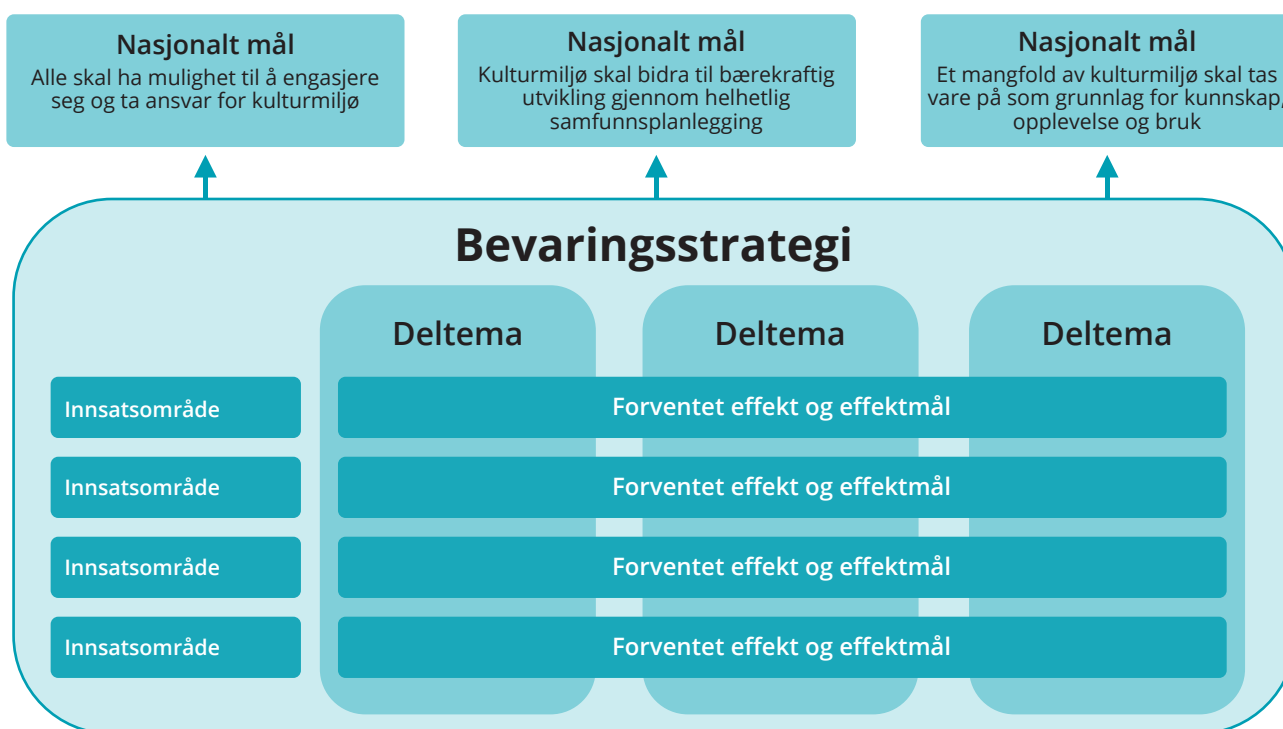 Nasjonalt mål
Alle skal ha mulighet til å engasjere
seg og ta ansvar for kulturmiljø
Nasjonalt mål
Kulturmiljø skal bidra til bærekraftig
utvikling gjennom helhetlig
samfunnsplanlegging
Nasjonalt mål
Et mangfold av kulturmiljø skal tas
vare på som grunnlag for kunnskap,
opplevelse og bruk
Bevaringsstrategi
Deltema
Deltema
Deltema
Innsatsområde
Forventet effekt og effektmål
Innsatsområde
Forventet effekt og effektmål
Innsatsområde
Forventet effekt og effektmål
Innsatsområde
Forventet effekt og effektmål